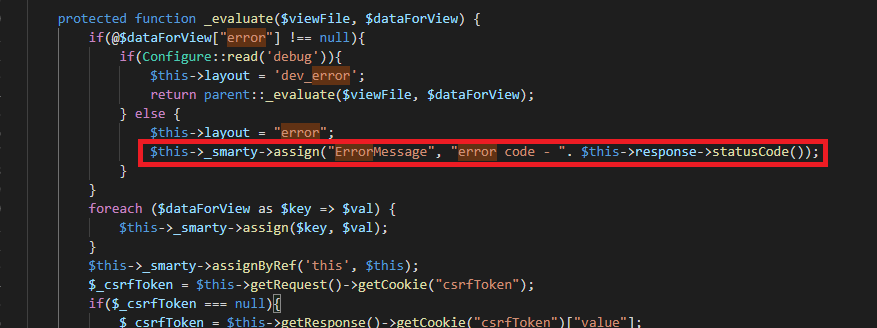 protected function _evaluate($viewFile, $dataForView) {
if(@$dataForView["error"] !== null){
if(Configure::read('debug')){
$this->layout = 'dev_error';
return parent::_evaluate($viewFile, $dataForView);
} else {
$this->layout = "error";
$this->_smarty->assign("ErrorMessage", "error code - ". $this->response->statusCode());
}
}
foreach ($dataForView as $key => $val) {
$this->_smarty->assign($key, $val);
}
$this->_smarty->assignByRef('this', $this);
$_csrfToken = $this->getRequest()->getCookie("csrfToken");
if($_csrfToken === null){
$_csrfToken = $this->getResponse()->getCookie("csrfToken")["value"];